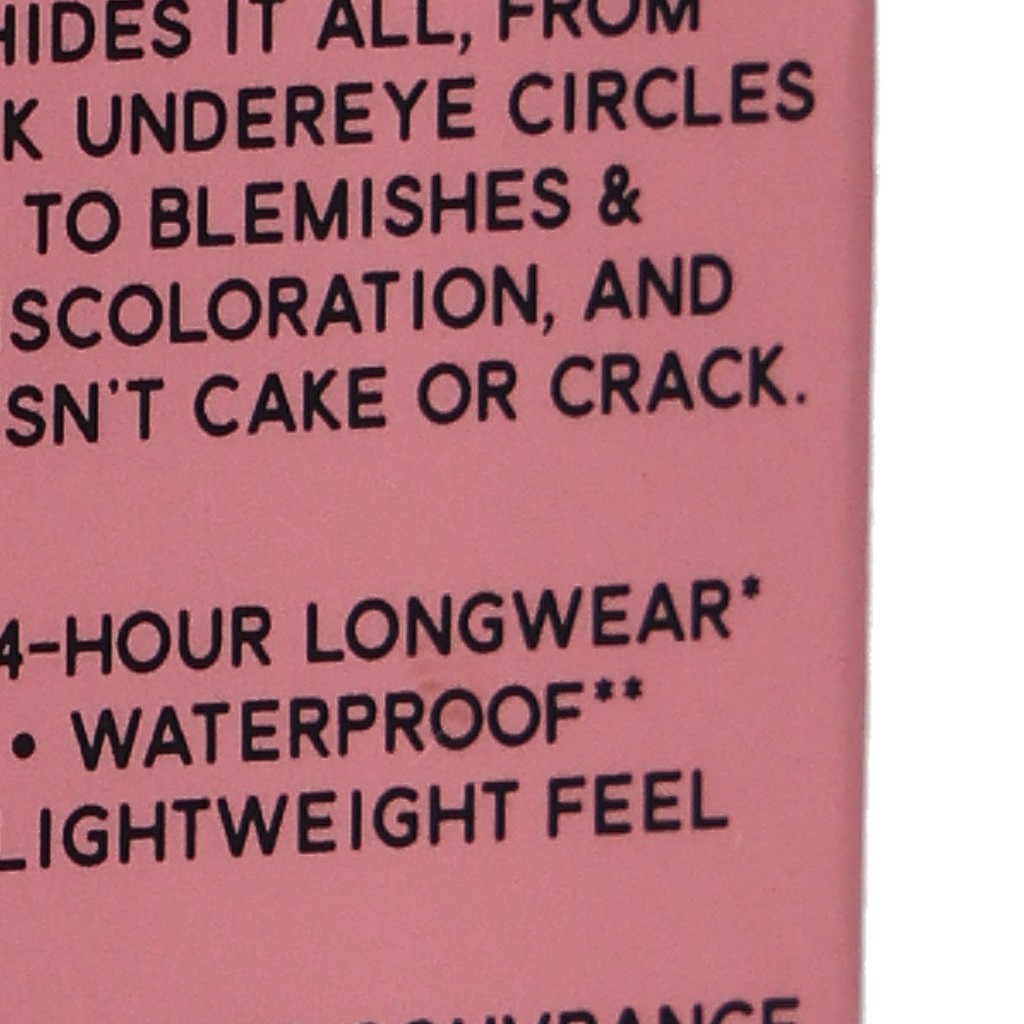 HIDES IT ALL, FROM
K UNDEREYE CIRCLES
TO BLEMISHES &
SCOLORATION, AND
SN'T CAKE OR CRACK.
4-HOUR LONGWEAR*
• WATERPROOF**
LIGHTWEIGHT FEEL